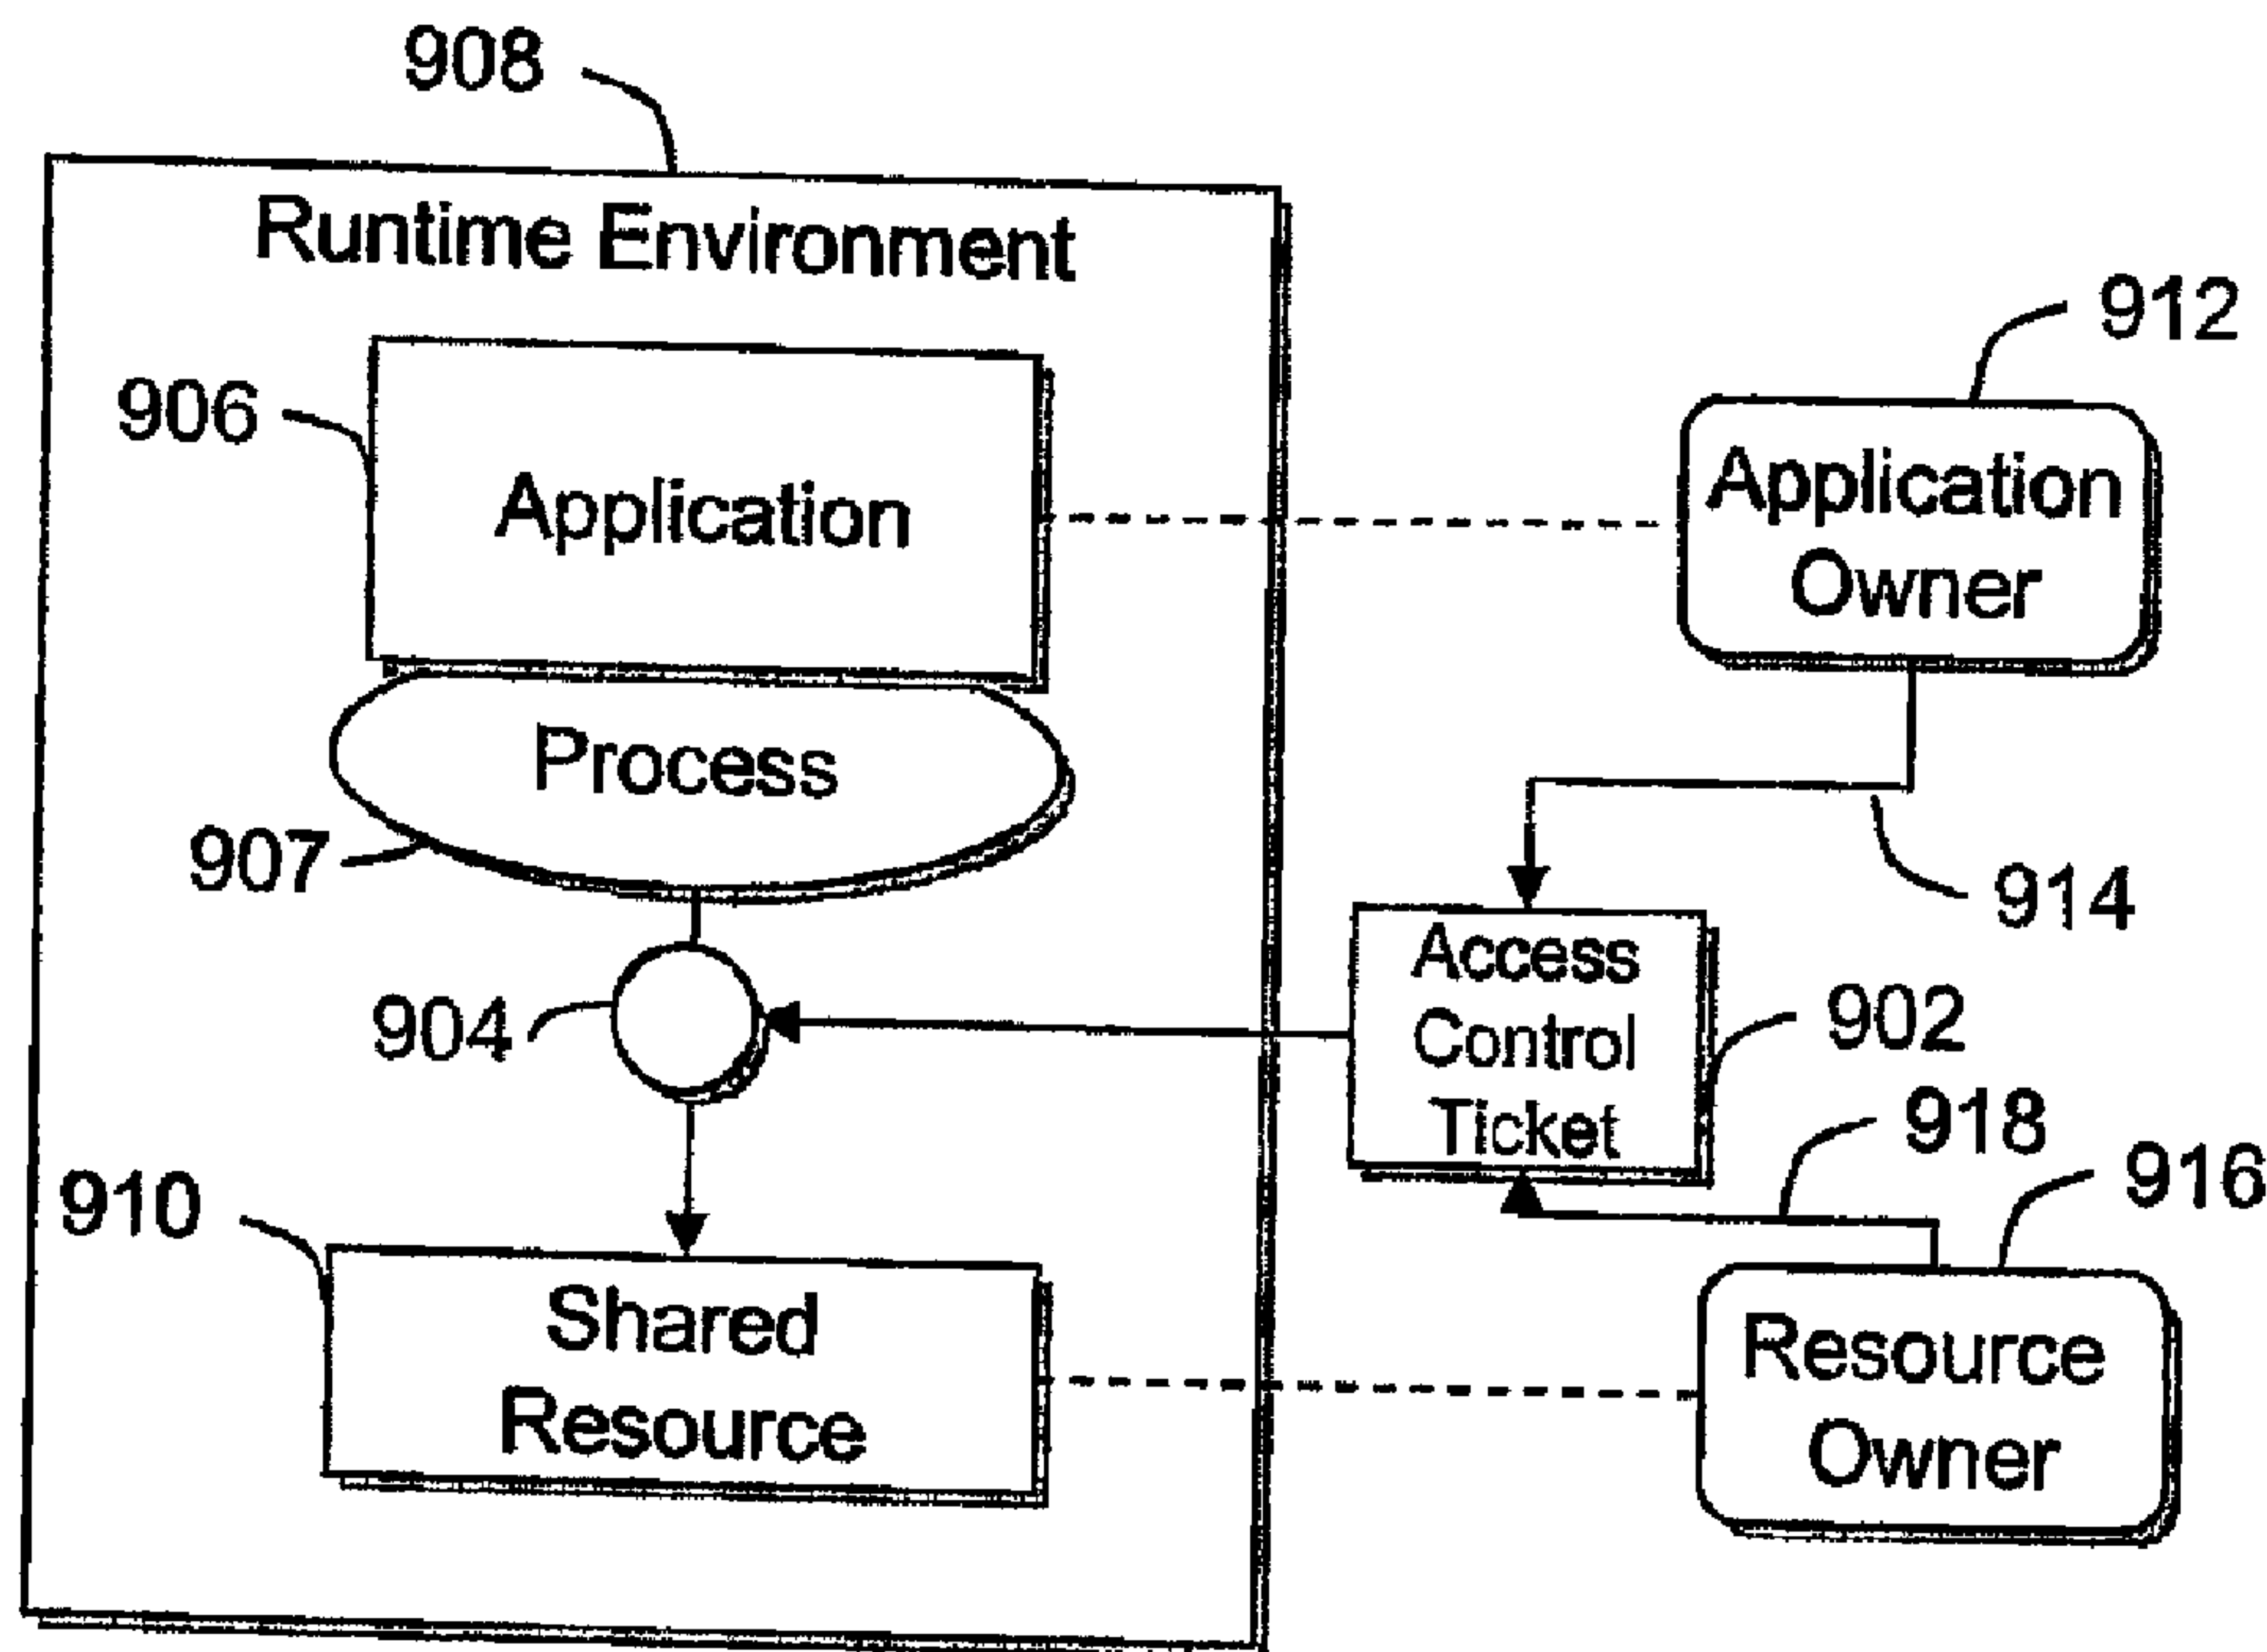 908
Runtime Environment
912
906
Application
Application
Owner
Process
907
914
Access
Control
Ticket
902
904
918
916
910
Shared
Resource
Resource
Owner